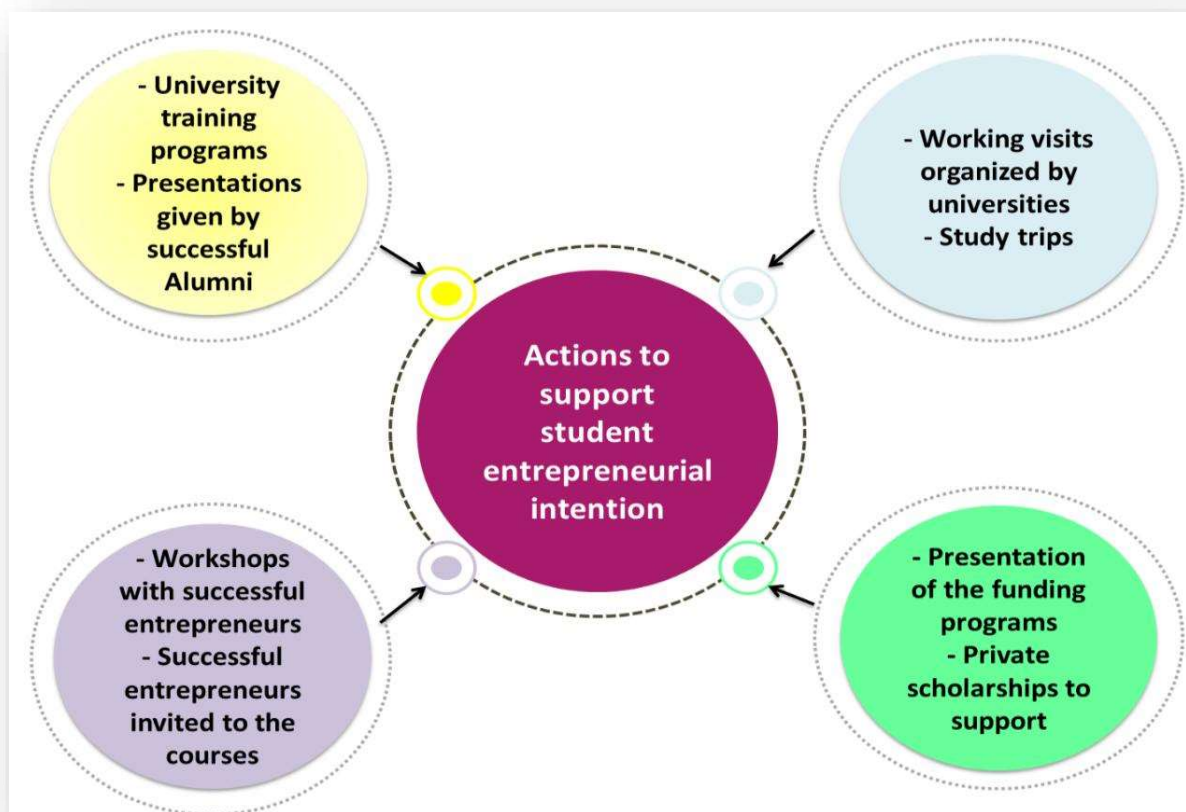 - University
training
programs
- Presentations
given by
successful
Alumni
- Working visits
organized by
universities
- Study trips
Actions to
support
student
entrepreneurial
intention
- Workshops
with successful
entrepreneurs
- Successful
entrepreneurs
invited to the
courses
- Presentation
of the funding
programs
- Private
scholarships to
support